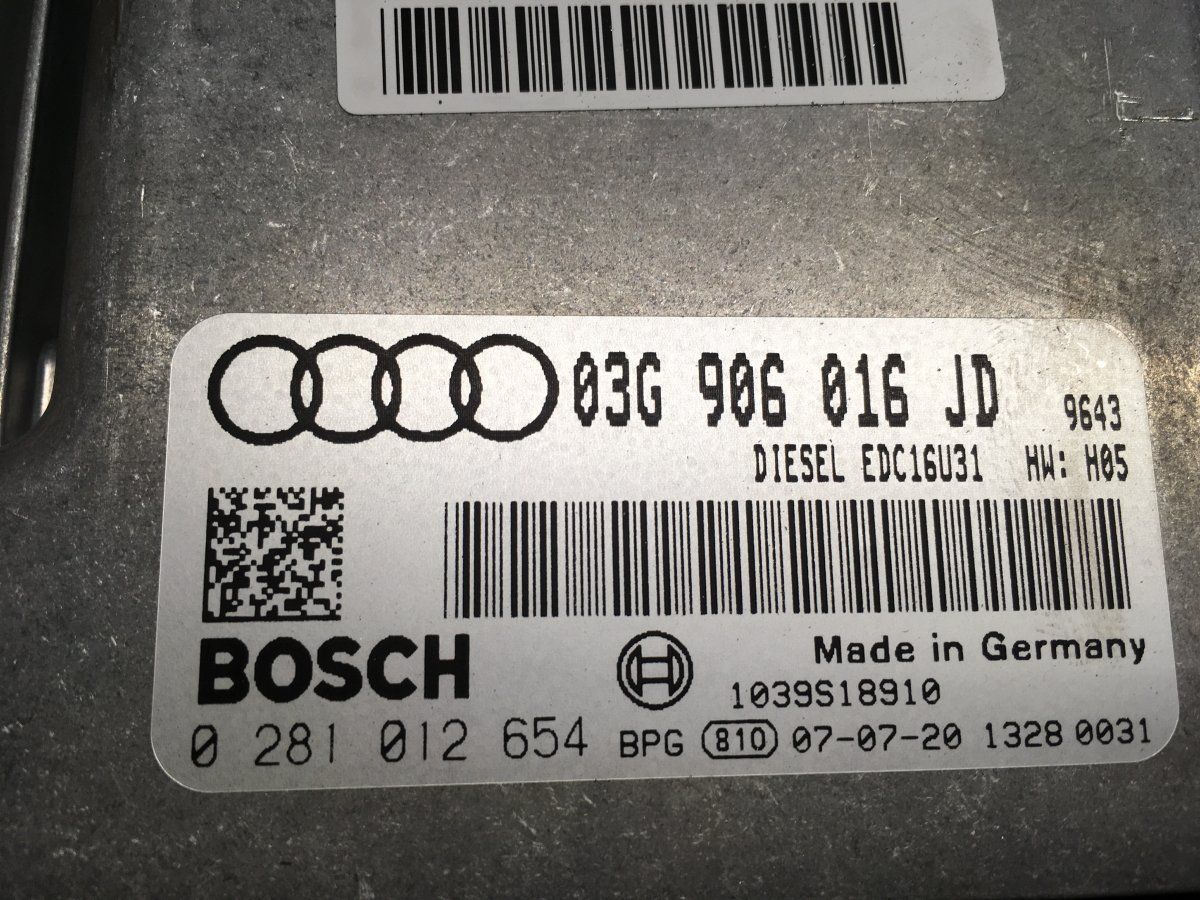 03G 906 016 JD 9643
DIESEL EDC16U31 HW: H05
BOSCH
Made in Germany
1039S18910
0 281 012 654 BPG 810 07-07-20 1328 0031